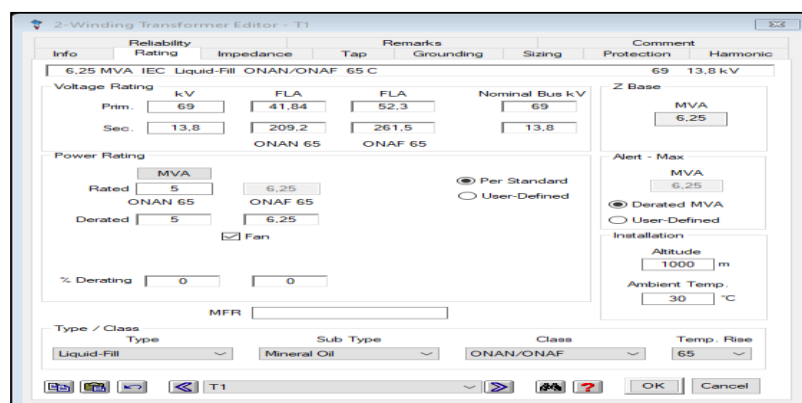 2-Winding Transformer Editor - T1
Reliability Remarks Comment
Info Rating Impedance Tap Grounding Sizing Protection Harmonic
6,25 MVA IEC Liquid-Fill ONAN/ONAF 65 C 69 13,8 kV
Voltage Rating
kV FLA FLA Nominal Bus kV
Prim. 69 41,84 52,3 69
Sec. 13,8 209,2 261,5 13,8
ONAN 65 ONAF 65
Z Base
MVA
6,25
Power Rating
MVA
Rated 5 6,25
ONAN 65 ONAF 65
Derated 5 6,25
Fan
Per Standard
User-Defined
% Derating 0 0
Alert - Max
MVA
6,25
Derated MVA
User-Defined
Installation
Altitude
1000 m
Ambient Temp.
30 °C
MFR
Type / Class
Type Sub Type Class Temp. Rise
Liquid-Fill Mineral Oil ONAN/ONAF 65
T1 ? OK Cancel